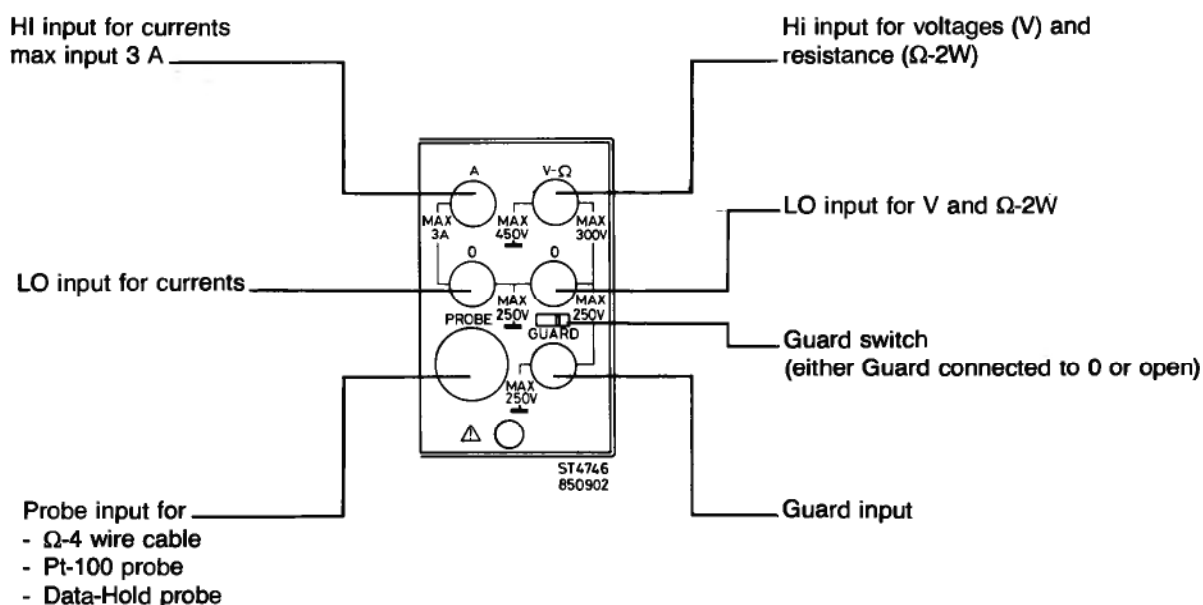 HI input for currents
max input 3 A
Hi input for voltages (V) and
resistance (Ω-2W)
A
V-Ω
MAX
3A
MAX
450V
MAX
300V
LO input for V and Ω-2W
0
0
LO input for currents
MAX
250V
MAX
250V
PROBE
GUARD
Guard switch
(either Guard connected to 0 or open)
MAX
250V
⚠
ST4746
850902
Probe input for
- Ω-4 wire cable
- Pt-100 probe
- Data-Hold probe
Guard input